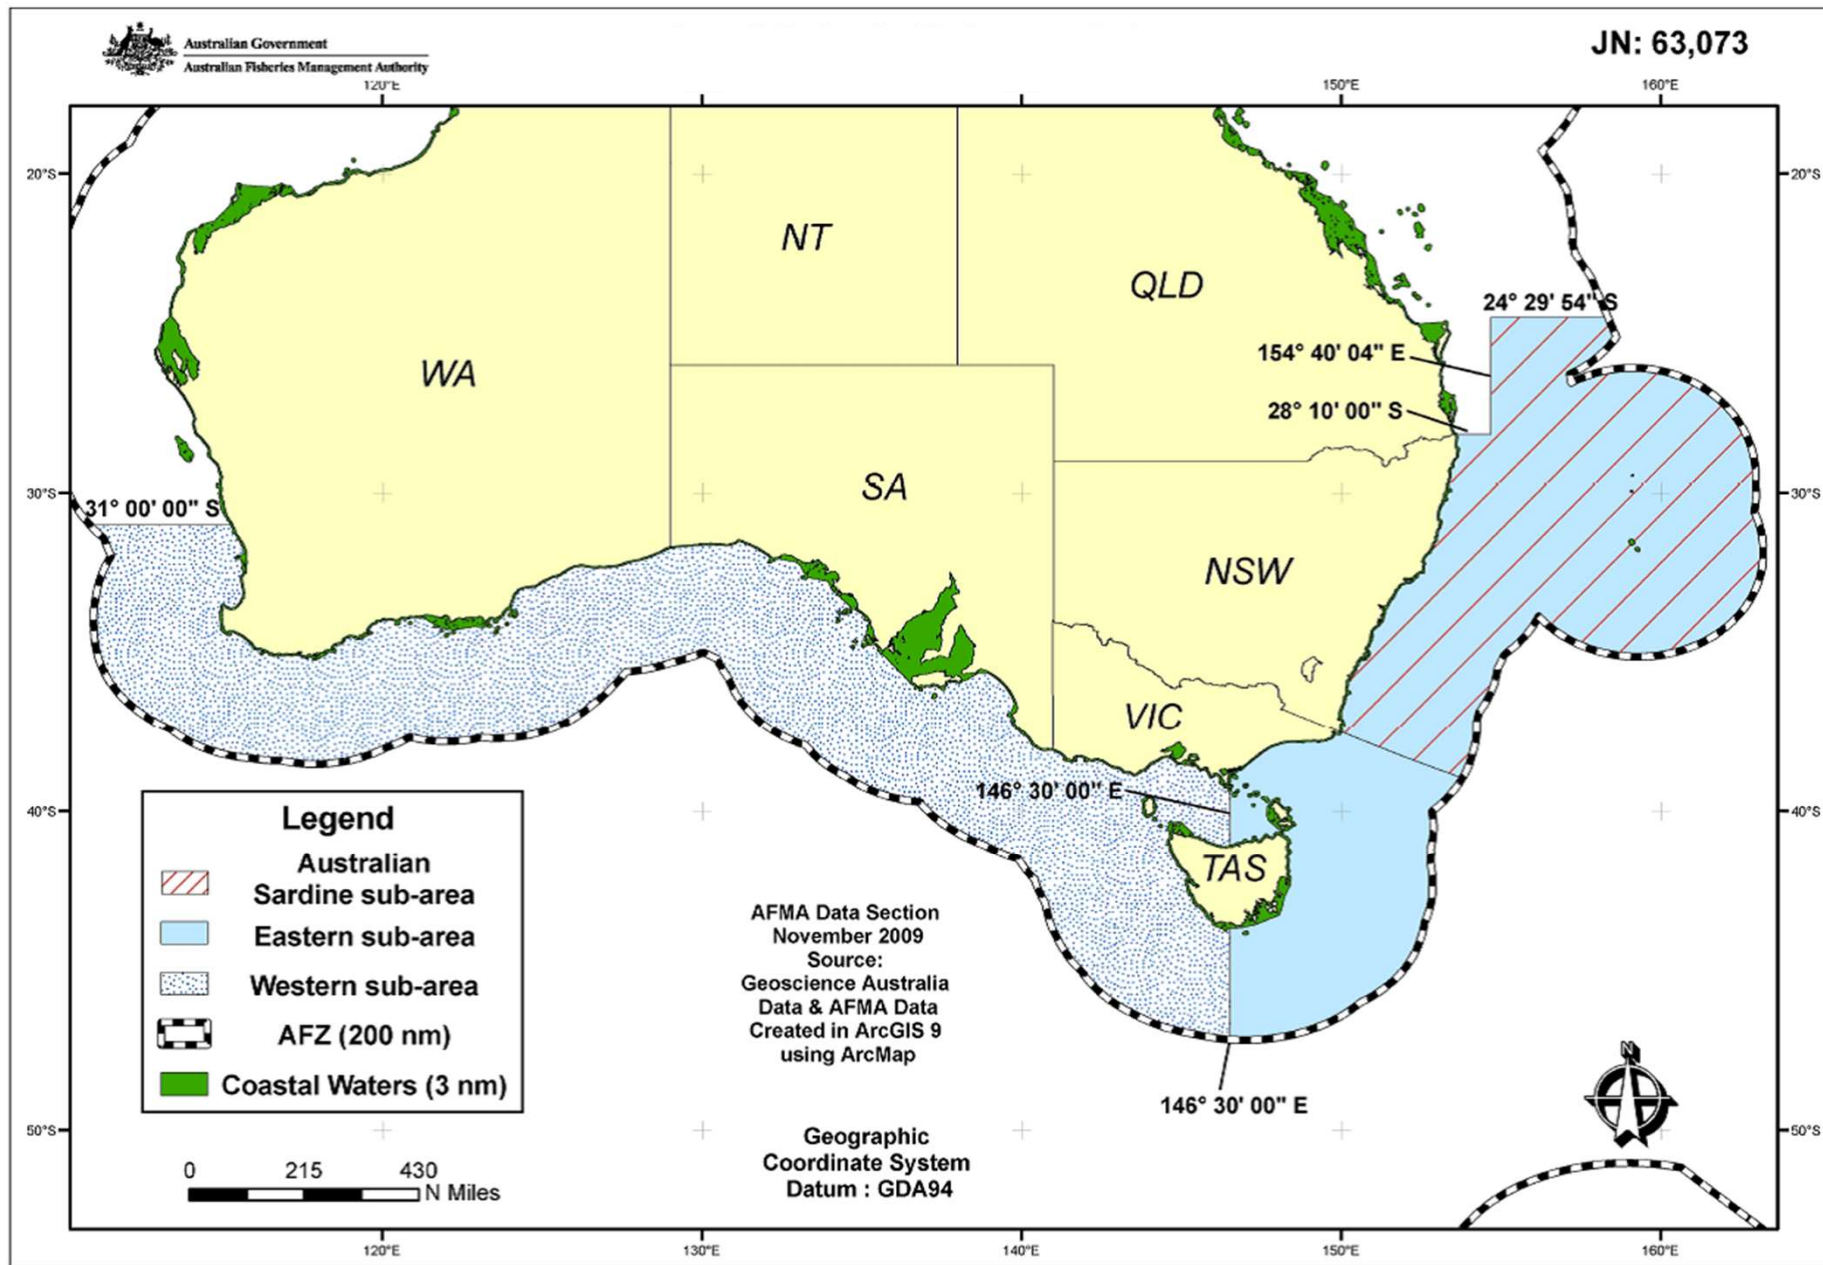 Australian Government
Australian Fisheries Management Authority
JN: 63,073
120°E
150°E
160°E
20°S
20°S
NT
QLD
24° 29' 54" S
154° 40' 04" E
WA
28° 10' 00" S
SA
30°S
30°S
31° 00' 00" S
NSW
VIC
146° 30' 00" E
40°S
40°S
TAS
Legend
Australian
Sardine sub-area
Eastern sub-area
Western sub-area
AFZ (200 nm)
Coastal Waters (3 nm)
AFMA Data Section
November 2009
Source:
Geoscience Australia
Data & AFMA Data
Created in ArcGIS 9
using ArcMap
146° 30' 00" E
N
50°S
50°S
Geographic
Coordinate System
Datum : GDA94
0 215 430
N Miles
120°E
130°E
140°E
150°E
160°E